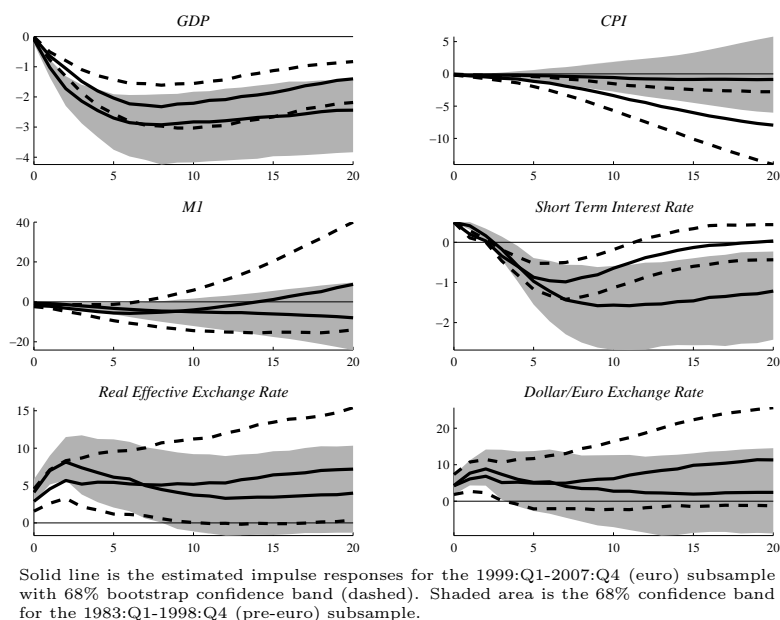 GDP
CPI
0
−1
−2
−3
−4
0 5 10 15 20
5
0
−5
−10
0 5 10 15 20
M1
Short Term Interest Rate
40
20
0
−20
0 5 10 15 20
0
−1
−2
0 5 10 15 20
Real Effective Exchange Rate
Dollar/Euro Exchange Rate
15
10
5
0
0 5 10 15 20
20
10
0
0 5 10 15 20
Solid line is the estimated impulse responses for the 1999:Q1-2007:Q4 (euro) subsample
with 68% bootstrap confidence band (dashed). Shaded area is the 68% confidence band
for the 1983:Q1-1998:Q4 (pre-euro) subsample.